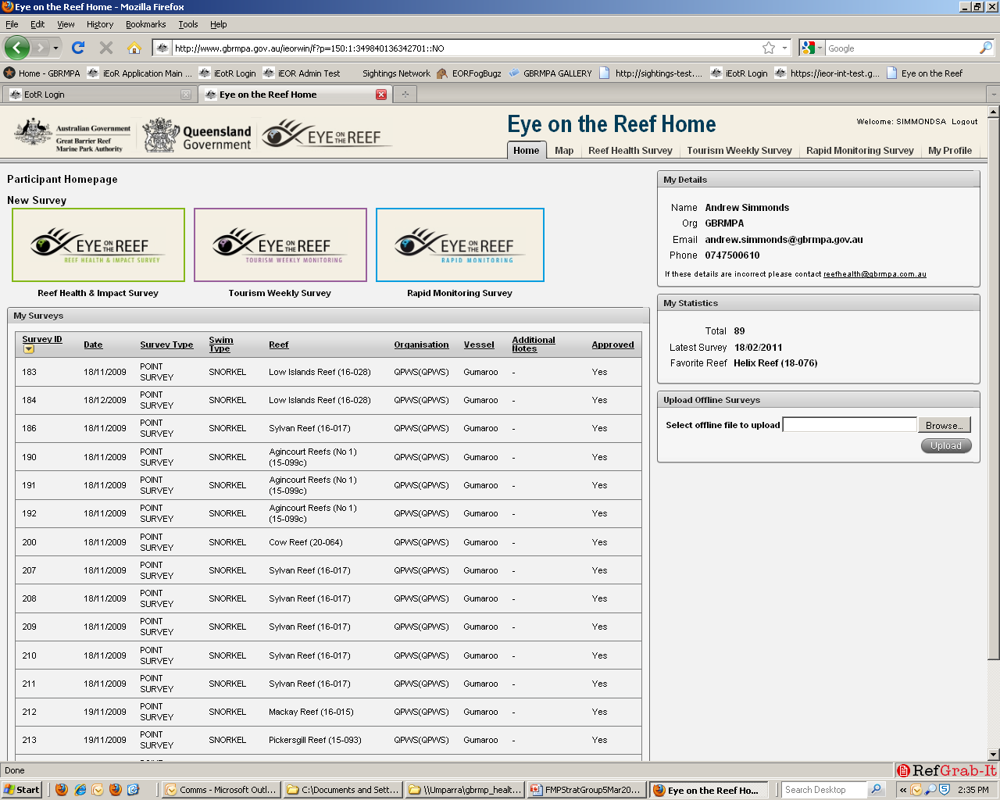 Eye on the Reef Home - Mozilla Firefox
File Edit View History Bookmarks Tools Help
http://www.gbrmpa.gov.au/ieorwin/f?p=150:1:349840136342701::NO
Google
Home - GBRMPA iEoR Application Main ... iEotR Login iEOR Admin Test Sightings Network EORFogBugz GBRMPA GALLERY http://sightings-test.... iEotR Login https://ieor-int-test.g... Eye on the Reef
EotR Login Eye on the Reef Home
Australian Government
Great Barrier Reef
Marine Park Authority
Queensland
Government
EYE ON THE REEF
Eye on the Reef Home
Welcome: SIMMONDSA Logout
Home Map Reef Health Survey Tourism Weekly Survey Rapid Monitoring Survey My Profile
Participant Homepage
New Survey
EYE ON THE REEF
REEF HEALTH & IMPACT SURVEY
EYE ON THE REEF
TOURISM WEEKLY MONITORING
EYE ON THE REEF
RAPID MONITORING
Reef Health & Impact Survey Tourism Weekly Survey Rapid Monitoring Survey
My Surveys
Survey ID Date Survey Type Swim Type Reef Organisation Vessel Additional Notes Approved
183 18/11/2009 POINT SURVEY SNORKEL Low Islands Reef (16-028) QPWS(QPWS) Gumaroo - Yes
184 18/12/2009 POINT SURVEY SNORKEL Low Islands Reef (16-028) QPWS(QPWS) Gumaroo - Yes
186 18/11/2009 POINT SURVEY SNORKEL Sylvan Reef (16-017) QPWS(QPWS) Gumaroo - Yes
190 18/11/2009 POINT SURVEY SNORKEL Agincourt Reefs (No 1) (15-099c) QPWS(QPWS) Gumaroo - Yes
191 18/11/2009 POINT SURVEY SNORKEL Agincourt Reefs (No 1) (15-099c) QPWS(QPWS) Gumaroo - Yes
192 18/11/2009 POINT SURVEY SNORKEL Agincourt Reefs (No 1) (15-099c) QPWS(QPWS) Gumaroo - Yes
200 18/11/2009 POINT SURVEY SNORKEL Cow Reef (20-064) QPWS(QPWS) Gumaroo - Yes
207 18/11/2009 POINT SURVEY SNORKEL Sylvan Reef (16-017) QPWS(QPWS) Gumaroo - Yes
208 18/11/2009 POINT SURVEY SNORKEL Sylvan Reef (16-017) QPWS(QPWS) Gumaroo - Yes
209 18/11/2009 POINT SURVEY SNORKEL Sylvan Reef (16-017) QPWS(QPWS) Gumaroo - Yes
210 18/11/2009 POINT SURVEY SNORKEL Sylvan Reef (16-017) QPWS(QPWS) Gumaroo - Yes
211 18/11/2009 POINT SURVEY SNORKEL Sylvan Reef (16-017) QPWS(QPWS) Gumaroo - Yes
212 19/11/2009 POINT SURVEY SNORKEL Mackay Reef (16-015) QPWS(QPWS) Gumaroo - Yes
213 19/11/2009 POINT SURVEY SNORKEL Pickersgill Reef (15-093) QPWS(QPWS) Gumaroo - Yes
My Details
Name Andrew Simmonds
Org GBRMPA
Email andrew.simmonds@gbrmpa.gov.au
Phone 0747500610
If these details are incorrect please contact reefhealth@gbrmpa.com.au
My Statistics
Total 89
Latest Survey 18/02/2011
Favorite Reef Helix Reef (18-076)
Upload Offline Surveys
Select offline file to upload Browse...
Upload
Done
RefGrab-It
Start Comms - Microsoft Outl... C:\Documents and Sett... \\Umparra\gbrmp_healt... FMPStratGroup5Mar20... Eye on the Reef Ho... Search Desktop « 2:35 PM